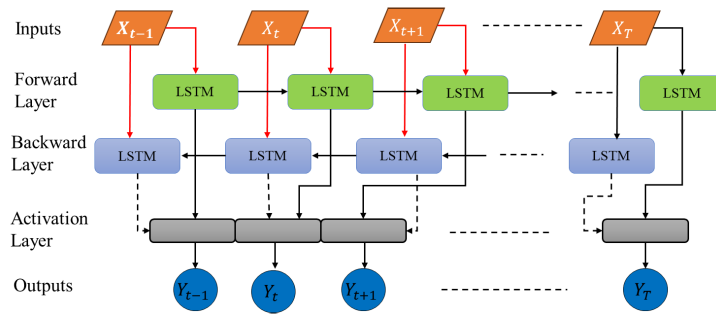 Inputs
X_{t-1}
X_t
X_{t+1}
X_T
Forward
Layer
LSTM
LSTM
LSTM
LSTM
Backward
Layer
LSTM
LSTM
LSTM
LSTM
Activation
Layer
Outputs
Y_{t-1}
Y_t
Y_{t+1}
Y_T